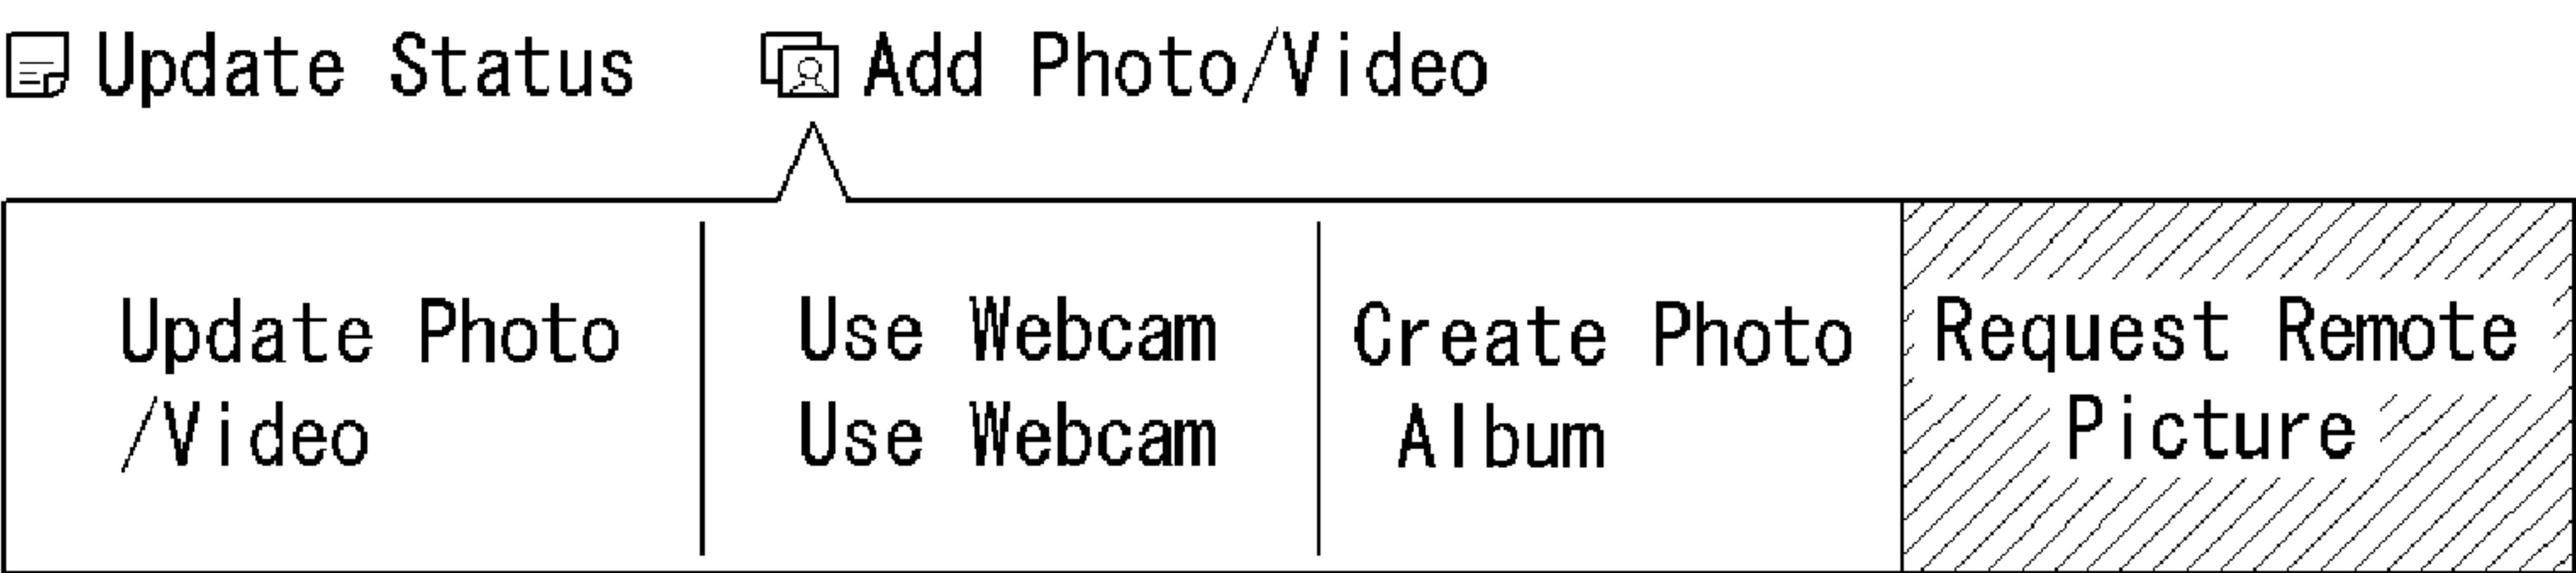 Update Status Add Photo/Video
Update Photo
/Video
Use Webcam
Use Webcam
Create Photo
Album
Request Remote
Picture